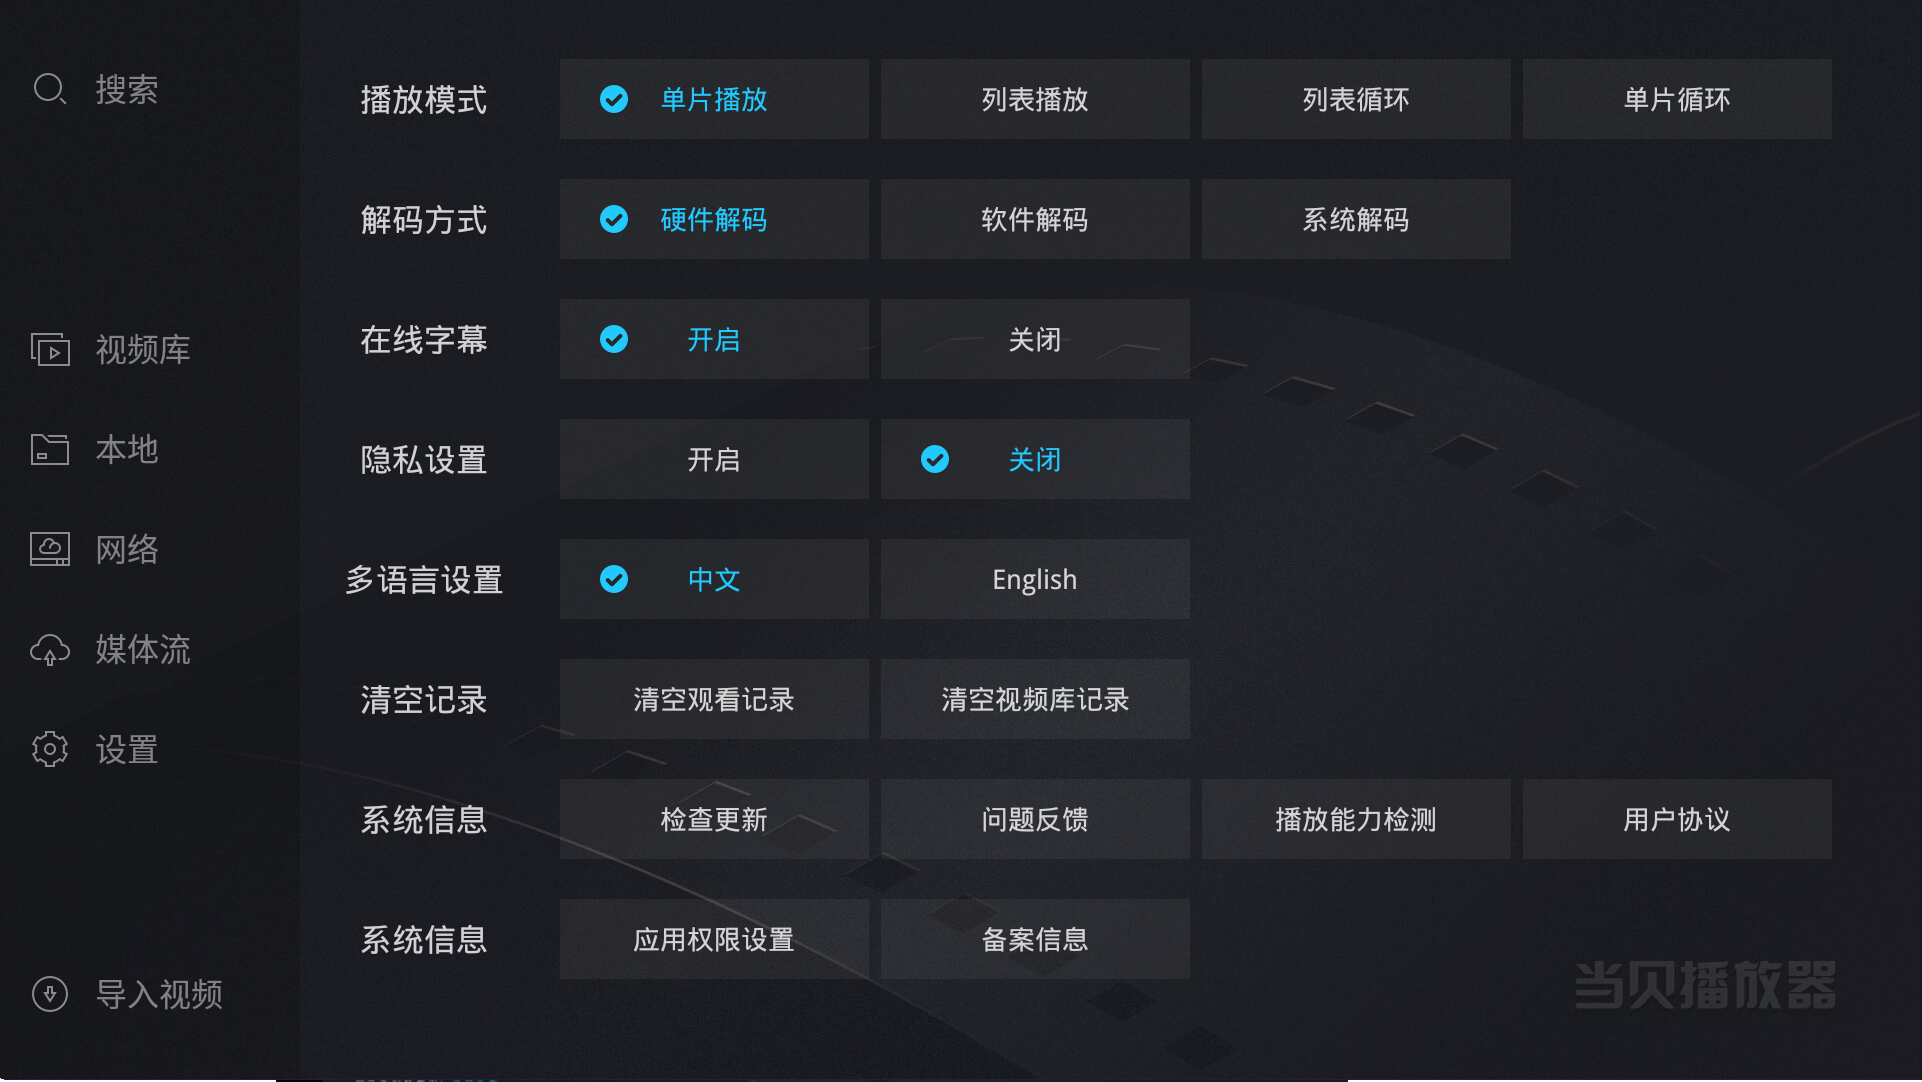 搜索
视频库
本地
网络
媒体流
设置
导入视频
播放模式 单片播放 列表播放 列表循环 单片循环
解码方式 硬件解码 软件解码 系统解码
在线字幕 开启 关闭
隐私设置 开启 关闭
多语言设置 中文 English
清空记录 清空观看记录 清空视频库记录
系统信息 检查更新 问题反馈 播放能力检测 用户协议
系统信息 应用权限设置 备案信息
当贝播放器